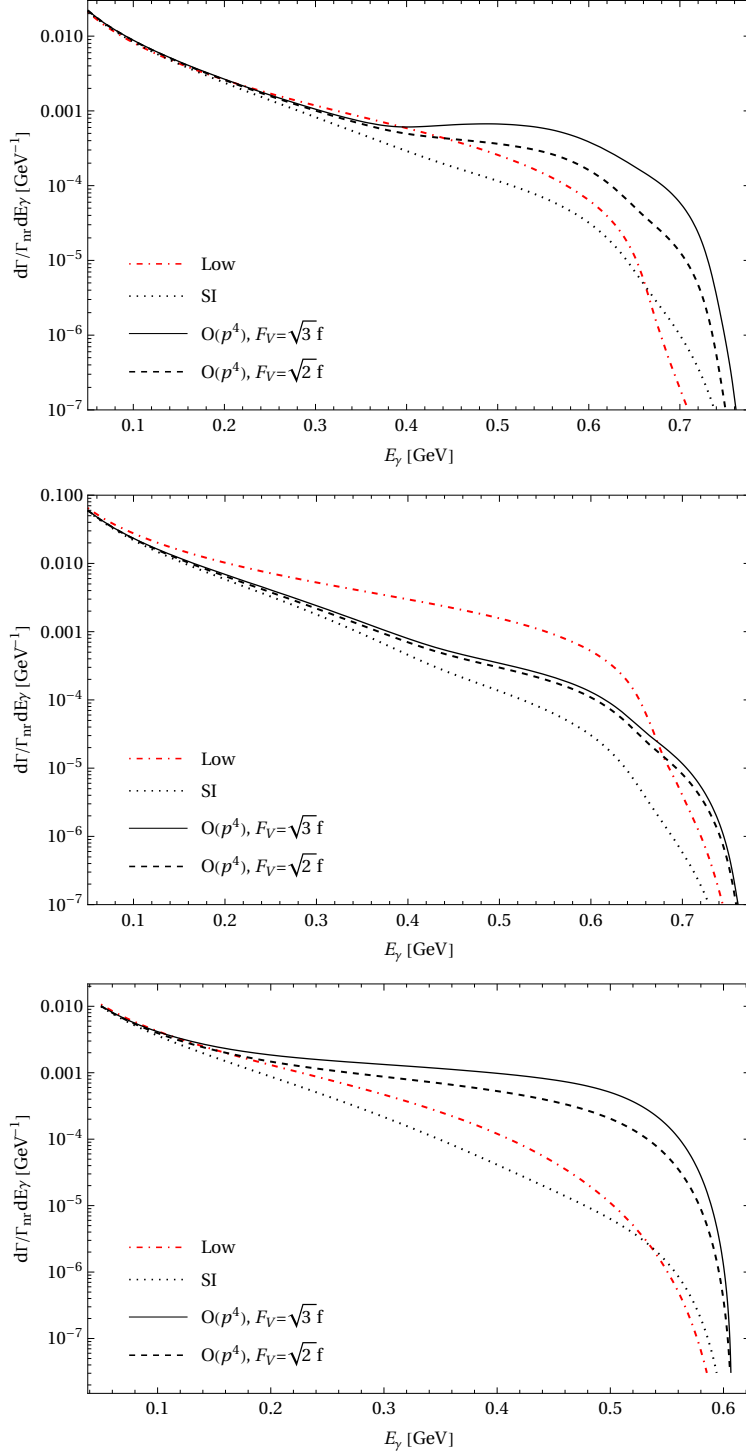 0.010
0.001
10⁻⁴
10⁻⁵
10⁻⁶
10⁻⁷
dΓ/Γnr dEγ [GeV⁻¹]
Low
SI
O(p⁴), F_V=√3 f
O(p⁴), F_V=√2 f
0.1 0.2 0.3 0.4 0.5 0.6 0.7
E_γ [GeV]
0.100
0.010
0.001
10⁻⁴
10⁻⁵
10⁻⁶
10⁻⁷
dΓ/Γnr dEγ [GeV⁻¹]
Low
SI
O(p⁴), F_V=√3 f
O(p⁴), F_V=√2 f
0.1 0.2 0.3 0.4 0.5 0.6 0.7
E_γ [GeV]
0.010
0.001
10⁻⁴
10⁻⁵
10⁻⁶
10⁻⁷
dΓ/Γnr dEγ [GeV⁻¹]
Low
SI
O(p⁴), F_V=√3 f
O(p⁴), F_V=√2 f
0.1 0.2 0.3 0.4 0.5 0.6
E_γ [GeV]